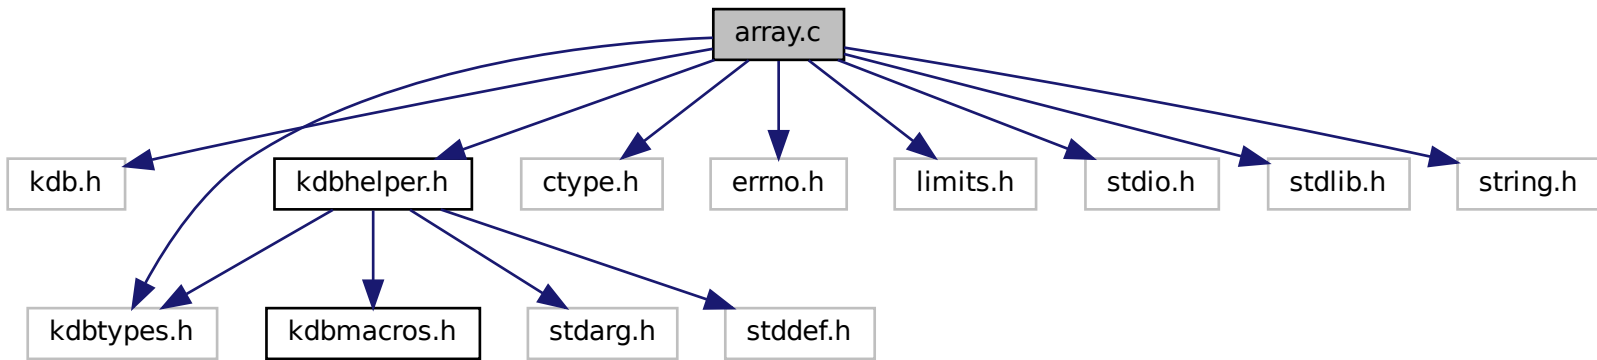 array.c
kdb.h
kdbhelper.h
ctype.h
errno.h
limits.h
stdio.h
stdlib.h
string.h
kdbtypes.h
kdbmacros.h
stdarg.h
stddef.h